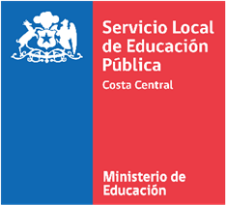 Servicio Local
de Educación
Pública
Costa Central
Ministerio de
Educación